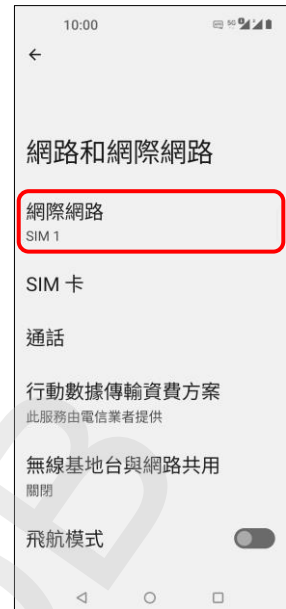 10:00
5G
網路和網際網路
網際網路
SIM 1
SIM 卡
通話
行動數據傳輸資費方案
此服務由電信業者提供
無線基地台與網路共用
關閉
飛航模式